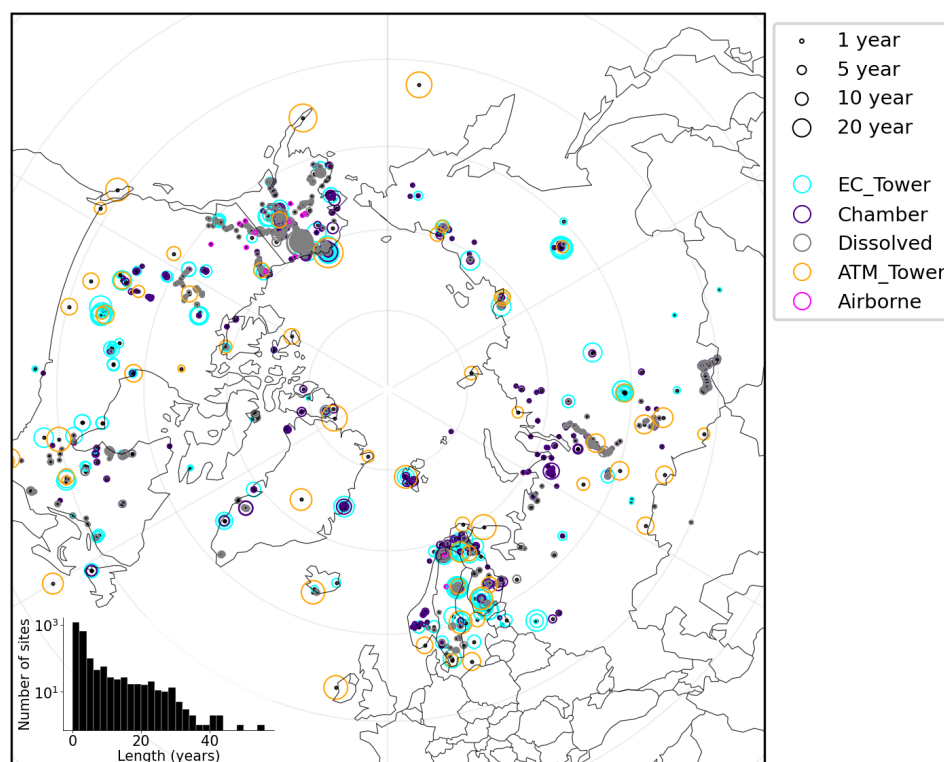 1 year
5 year
10 year
20 year
EC_Tower
Chamber
Dissolved
ATM_Tower
Airborne
Number of sites
10³
10¹
0 20 40
Length (years)